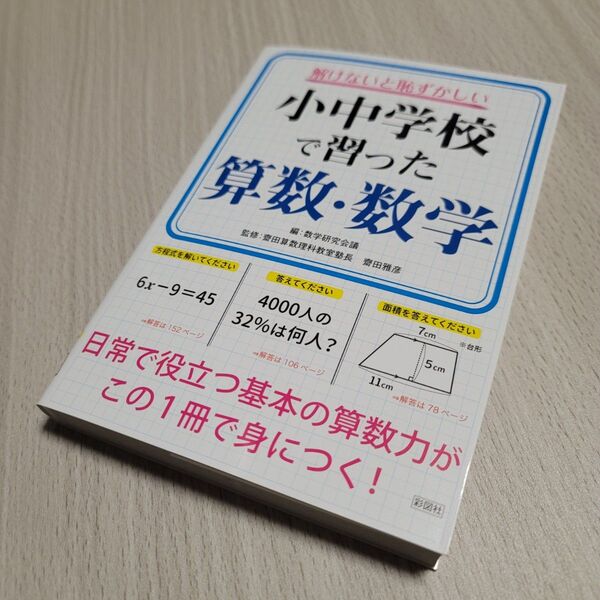 解けないと恥ずかしい
小中学校
で習った
算数・数学
編：数学研究会議
監修・齋田算数理科教室塾長 齋田雅彦
方程式を解いてください
6x−9=45
⇒解答は152ページ
答えてください
4000人の
32%は何人？
⇒解答は106ページ
面積を答えてください
7cm
※台形
5cm
11cm
⇒解答は78ページ
日常で役立つ基本の算数力が
この1冊で身につく！
彩図社